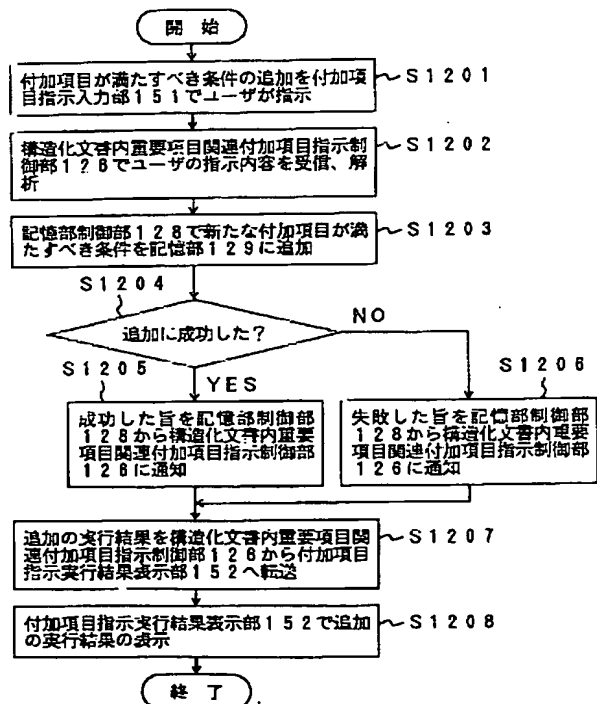 開 始
付加項目が満たすべき条件の追加を付加項
目指示入力部151でユーザが指示
S1201
構造化文書内重要項目関連付加項目指示制
御部126でユーザの指示内容を受信、解
析
S1202
記憶部制御部128で新たな付加項目が満
たすべき条件を記憶部129に追加
S1203
S1204
追加に成功した?
NO
S1205
YES
S1206
成功した旨を記憶部制御部
128から構造化文書内重要
項目関連付加項目指示制御部
126に通知
失敗した旨を記憶部制御部
128から構造化文書内重要
項目関連付加項目指示制御部
126に通知
追加の実行結果を構造化文書内重要項目関
連付加項目指示制御部126から付加項目
指示実行結果表示部152へ転送
S1207
付加項目指示実行結果表示部152で追加
の実行結果の表示
S1208
終 了